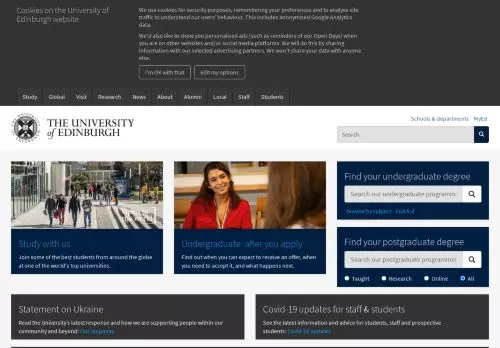 Cookies on the University of
Edinburgh website
We use cookies for security purposes, remembering your preferences and to analyse site
traffic to understand our users' behaviour. This includes anonymised Google Analytics
data.
We'd also like to show you personalised ads (such as reminders of our Open Days) when
you are on other websites and/or social media platforms. We will do this by sharing
information with our selected advertising partners. We won't share your data with
anyone else.
I'm OK with that
Edit my options
Study Global Visit Research News About Alumni Local Staff Students
THE UNIVERSITY
of EDINBURGH
Schools & departments MyEd
Search
Study with us
Join some of the best students from around the globe
at one of the world's top universities.
Undergraduate: after you apply
Find out when you can expect to receive an offer, when
you need to accept it, and what happens next.
Find your undergraduate degree
Search our undergraduate programm
Browse by subject Full A-Z
Find your postgraduate degree
Search our postgraduate programmes
Taught Research Online All
Statement on Ukraine
Read the University's latest response and how we are supporting people within our
community and beyond: Our response
Covid-19 updates for staff & students
See the latest information and advice for students, staff and prospective
students: Covid-19 updates